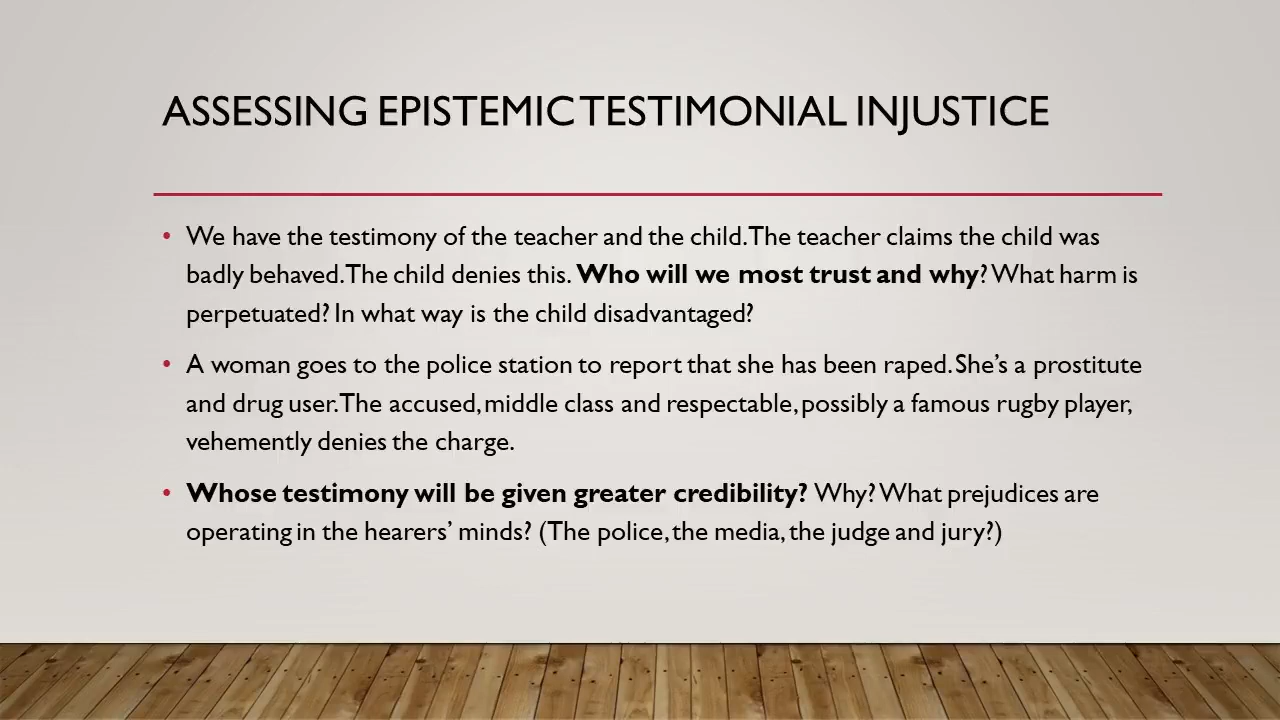 ASSESSING EPISTEMIC TESTIMONIAL INJUSTICE
• We have the testimony of the teacher and the child. The teacher claims the child was
badly behaved. The child denies this. Who will we most trust and why? What harm is
perpetuated? In what way is the child disadvantaged?
• A woman goes to the police station to report that she has been raped. She’s a prostitute
and drug user. The accused, middle class and respectable, possibly a famous rugby player,
vehemently denies the charge.
• Whose testimony will be given greater credibility? Why? What prejudices are
operating in the hearers’ minds? (The police, the media, the judge and jury?)